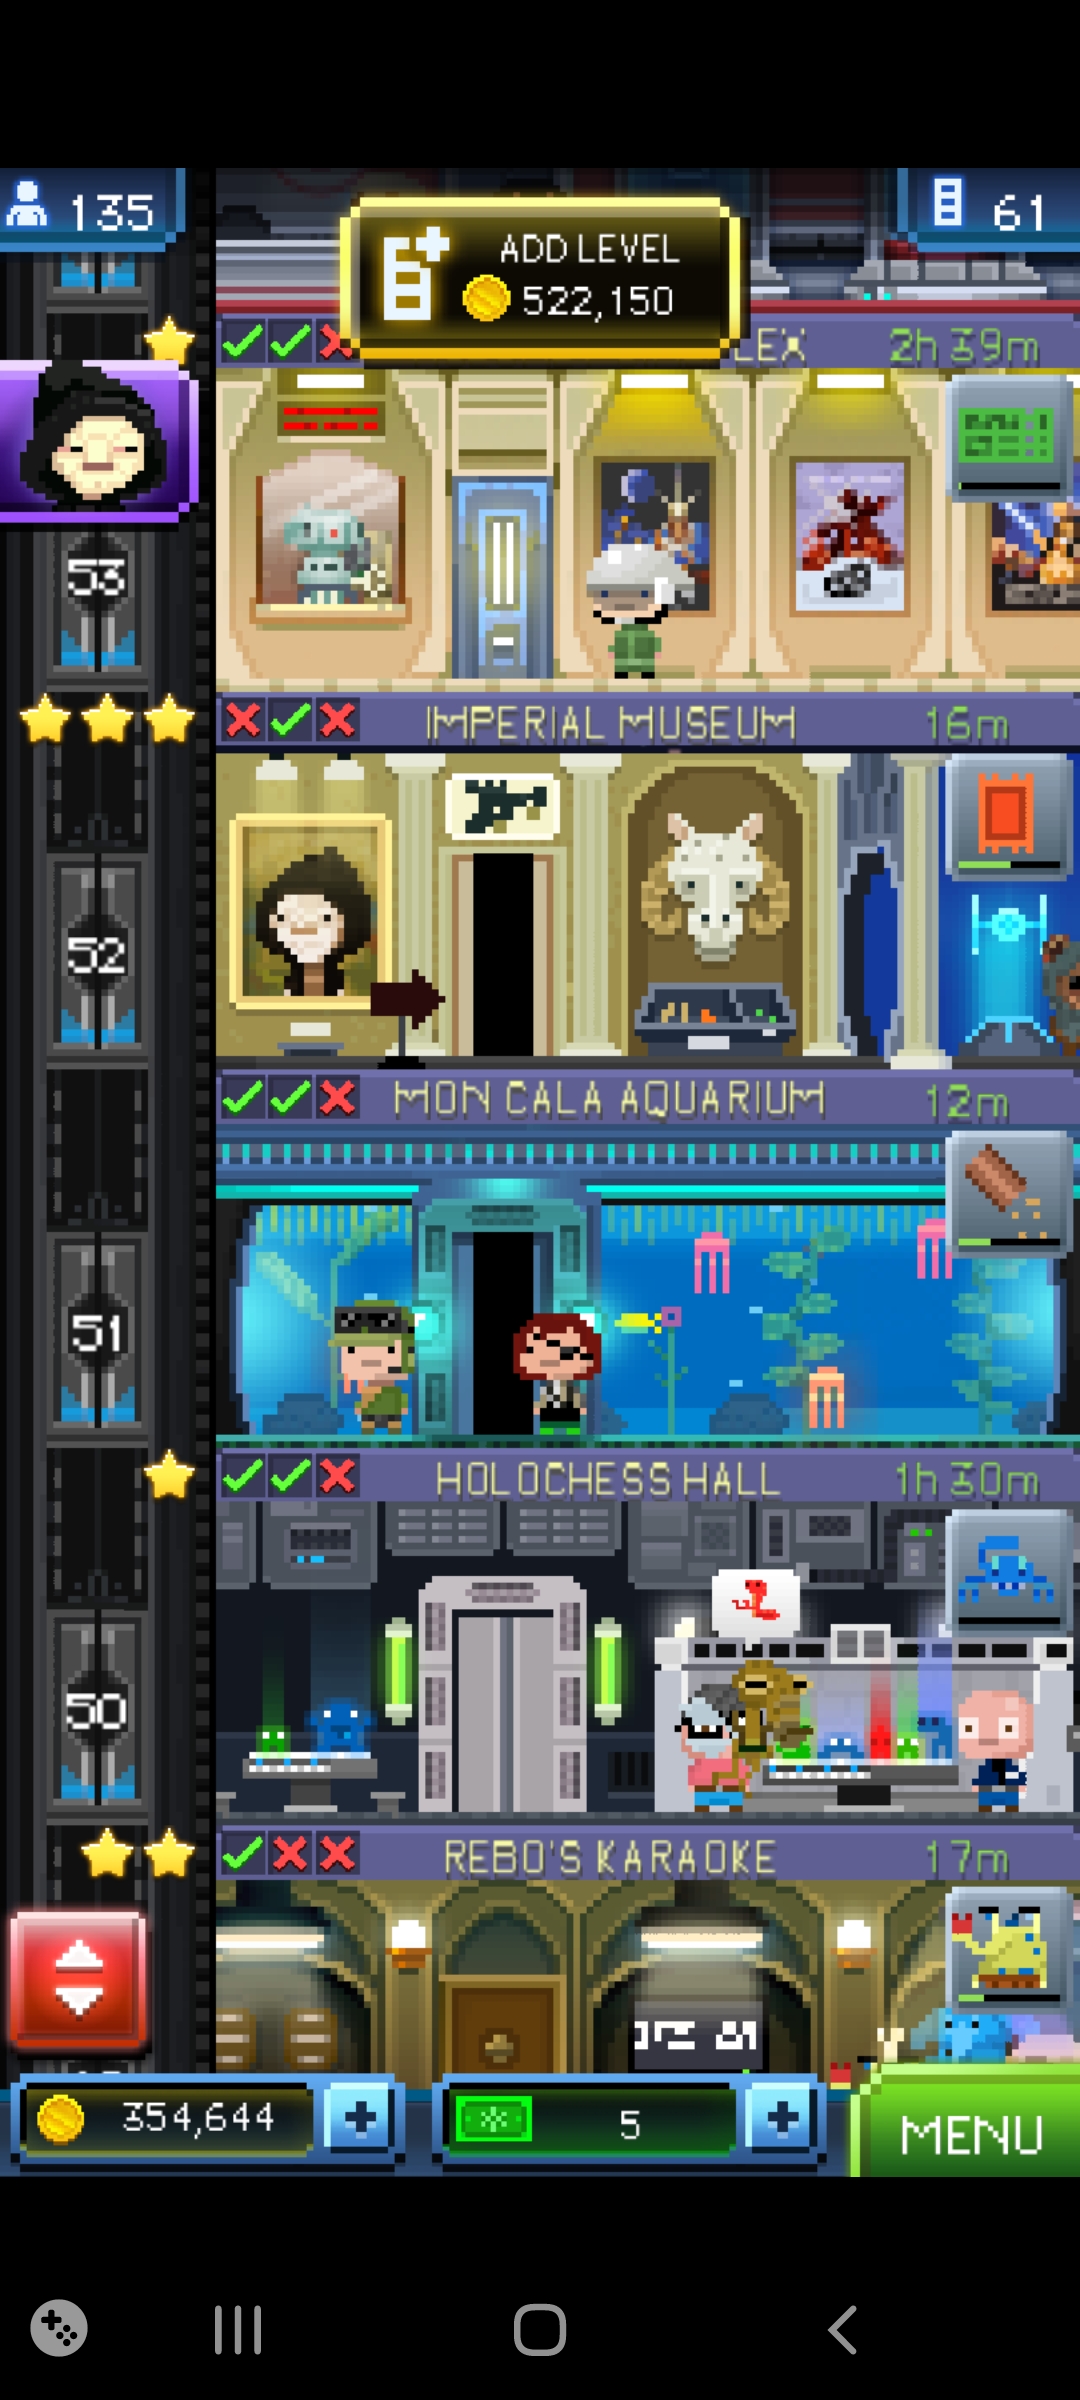 135
61
ADD LEVEL
522,150
LEX 2h 39m
53
IMPERIAL MUSEUM 16m
52
MON CALA AQUARIUM 12m
51
HOLOCHESS HALL 1h 30m
50
REBO'S KARAOKE 17m
354,644
5
MENU